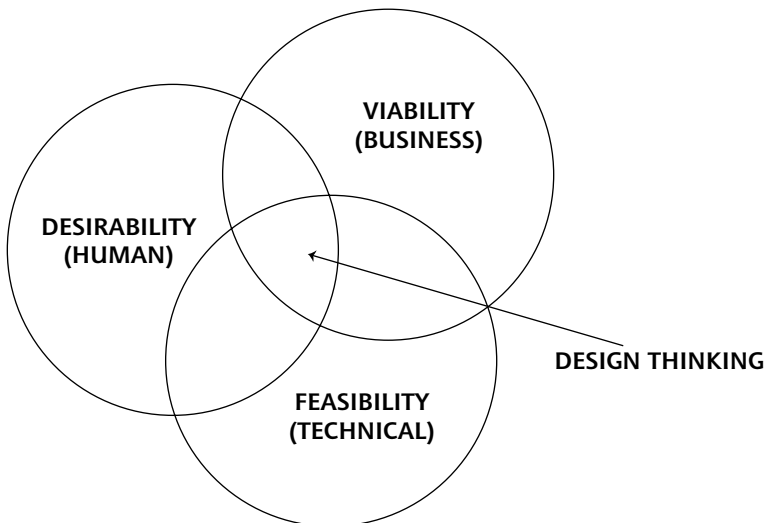 VIABILITY
(BUSINESS)
DESIRABILITY
(HUMAN)
DESIGN THINKING
FEASIBILITY
(TECHNICAL)